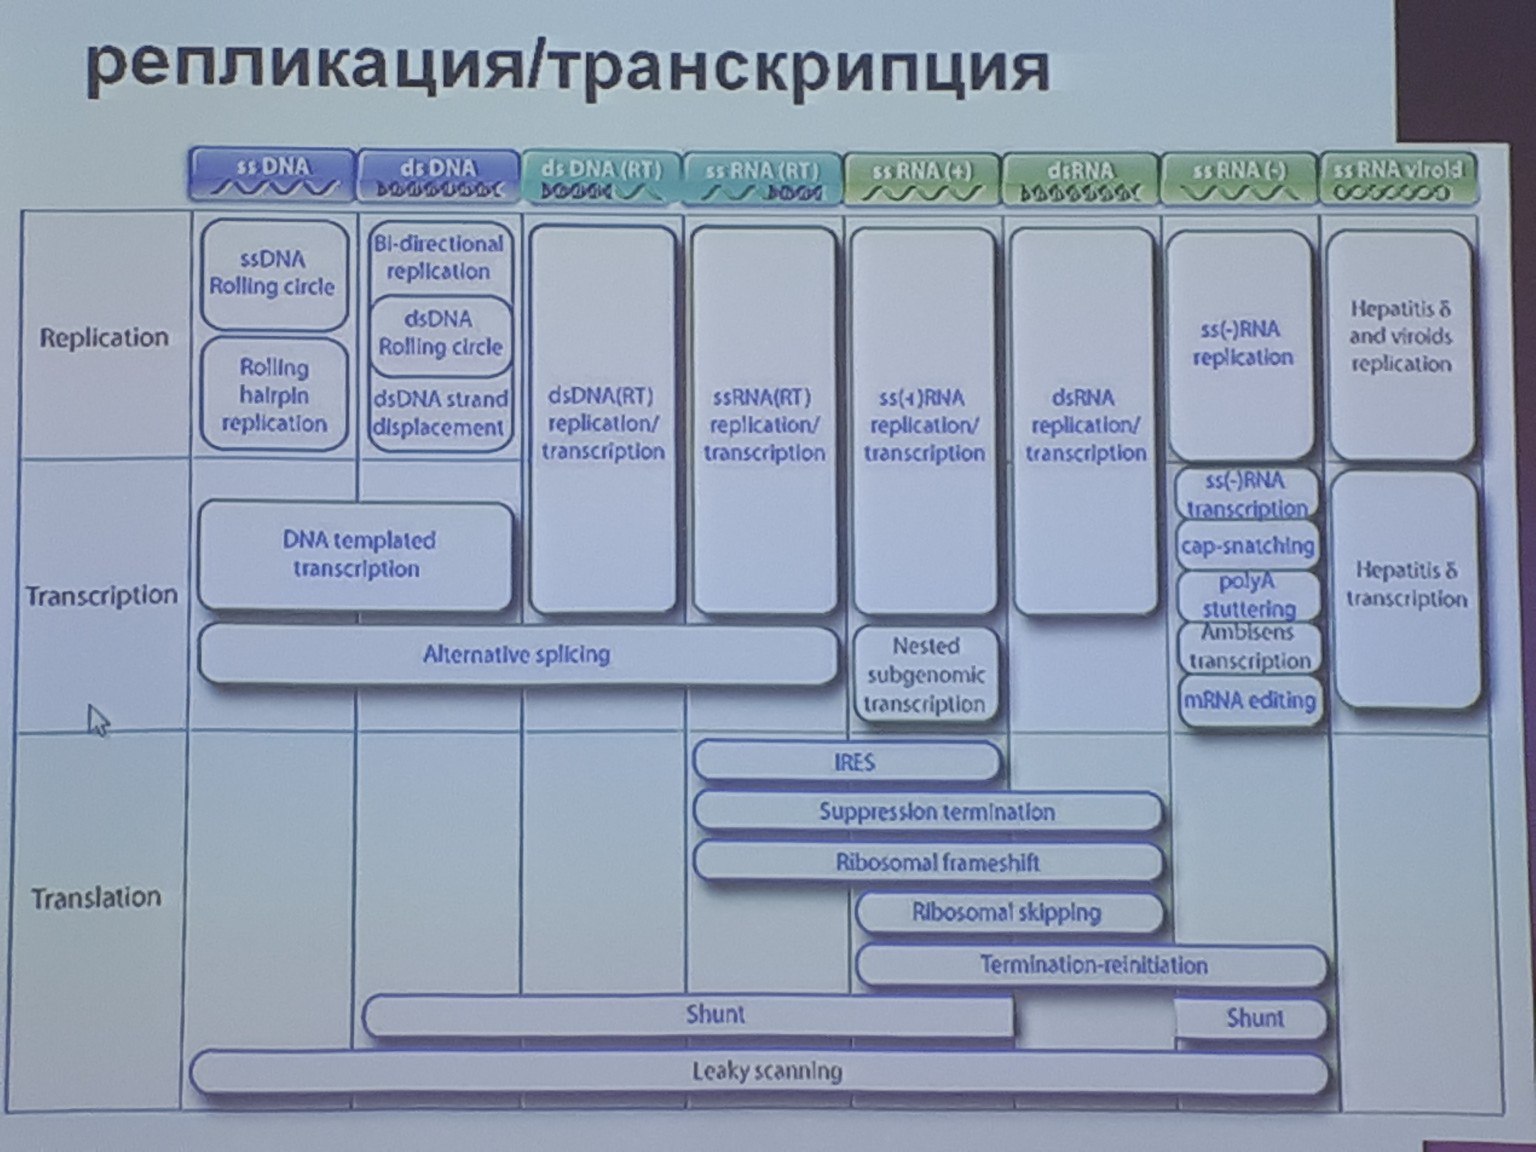 репликация/транскрипция
ss DNA
ds DNA
ds DNA (RT)
ss RNA (RT)
ss RNA (+)
dsRNA
ss RNA (-)
ss RNA viroid
Replication
ssDNA
Rolling circle
Rolling
hairpin
replication
Bi-directional
replication
dsDNA
Rolling circle
dsDNA strand
displacement
dsDNA(RT)
replication/
transcription
ssRNA(RT)
replication/
transcription
ss(+)RNA
replication/
transcription
dsRNA
replication/
transcription
ss(-)RNA
replication
Hepatitis δ
and viroids
replication
Transcription
DNA templated
transcription
Alternative splicing
Nested
subgenomic
transcription
ss(-)RNA
transcription
cap-snatching
polyA
stuttering
Ambisens
transcription
mRNA editing
Hepatitis δ
transcription
Translation
IRES
Suppression termination
Ribosomal frameshift
Ribosomal skipping
Termination-reinitiation
Shunt
Shunt
Leaky scanning